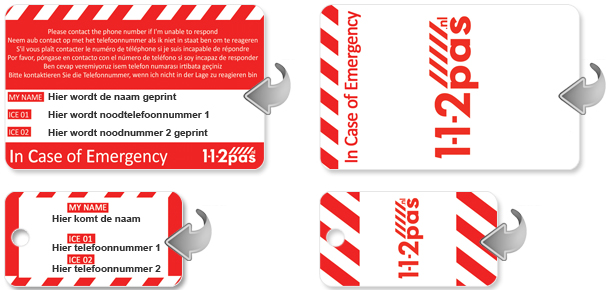 Please contact the phone number if I'm unable to respond
Neem aub contact op met het telefoonnummer als ik niet in staat ben om te reageren
S'il vous plaît contacter le numéro de téléphone si je suis incapable de répondre
Por favor, póngase en contacto con el número de teléfono si soy incapaz de responder
Ben cevap veremiyoruz isem telefon numarası irtibata geçiniz
Bitte kontaktieren Sie die Telefonnummer, wenn ich nicht in der Lage zu reagieren bin
MY NAME Hier wordt de naam geprint
ICE 01 Hier wordt noodtelefoonnummer 1
ICE 02 Hier wordt noodnummer 2 geprint
In Case of Emergency 1-1-2pas.nl
In Case of Emergency
1-1-2pas.nl
MY NAME
Hier komt de naam
ICE 01
Hier telefoonnummer 1
ICE 02
Hier telefoonnummer 2
1-1-2pas.nl